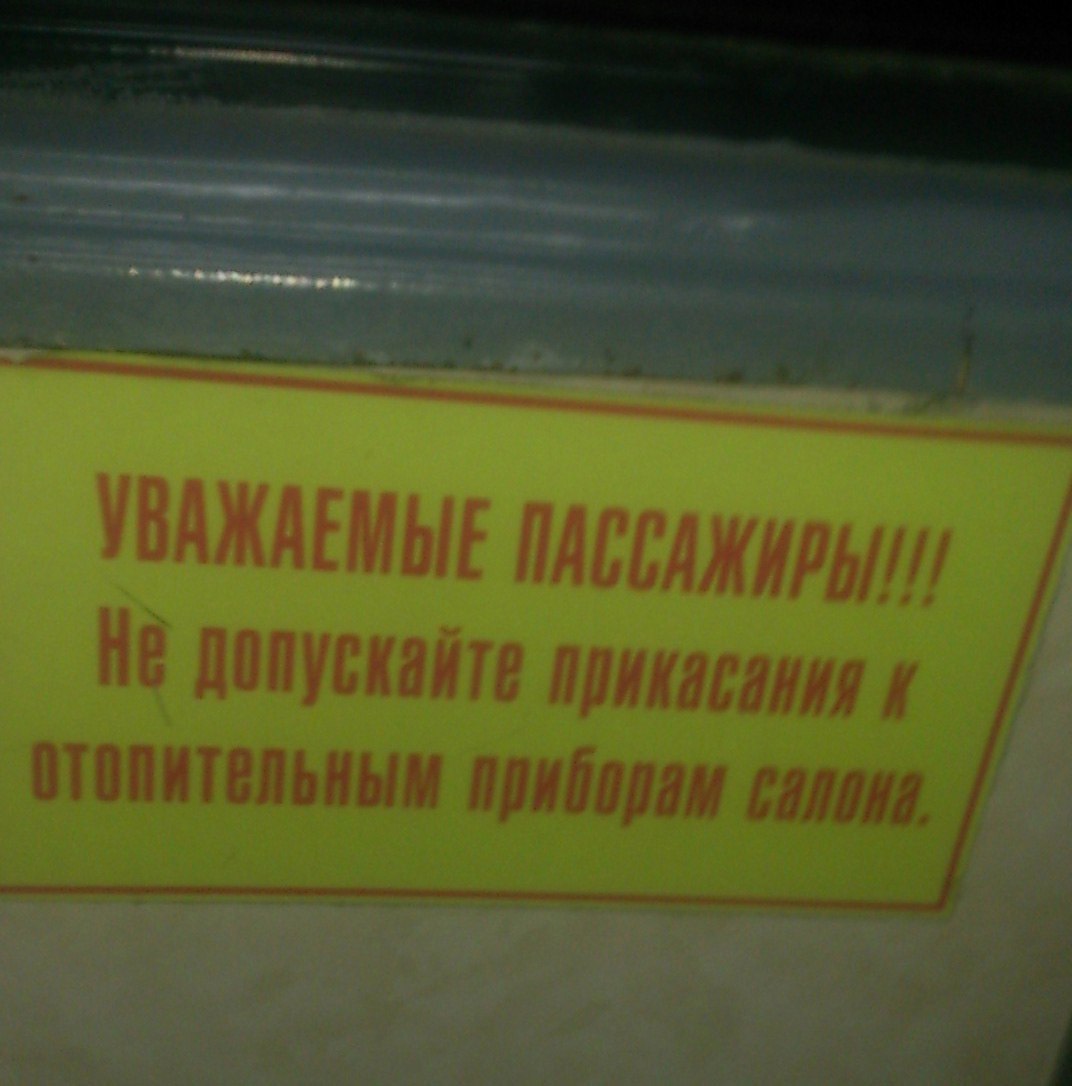 УВАЖАЕМЫЕ ПАССАЖИРЫ!!!
Не допускайте прикасания к
отопительным приборам салона.